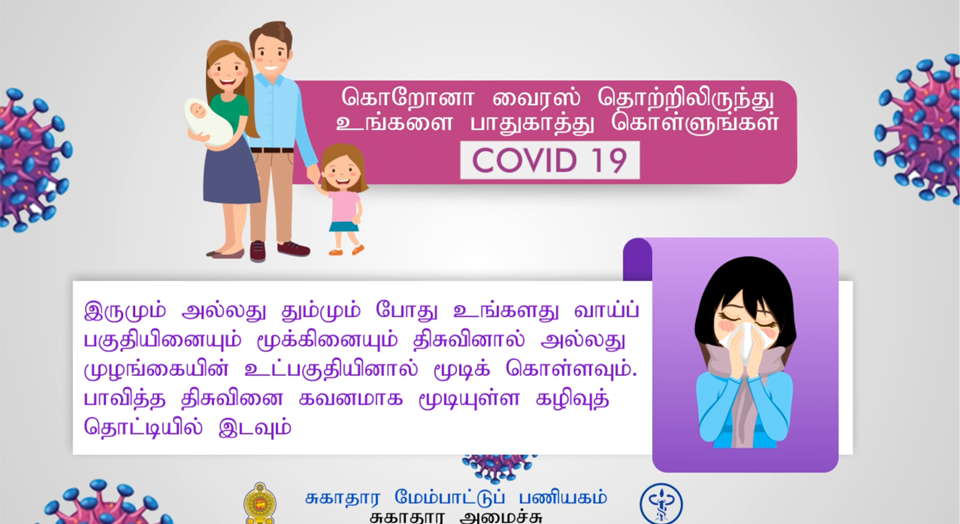 கொறோனா வைரஸ் தொற்றிலிருந்து
உங்களை பாதுகாத்து கொள்ளுங்கள்
COVID 19
இருமும் அல்லது தும்மும் போது உங்களது வாய்ப்
பகுதியினையும் மூக்கினையும் திசுவினால் அல்லது
முழங்கையின் உட்பகுதியினால் மூடிக் கொள்ளவும்.
பாவித்த திசுவினை கவனமாக மூடியுள்ள கழிவுத்
தொட்டியில் இடவும்
சுகாதார மேம்பாட்டுப் பணியகம்
சுகாதார அமைச்சு